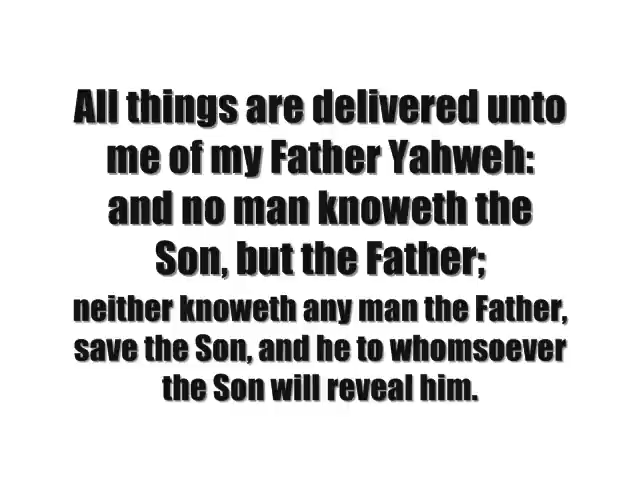 All things are delivered unto
me of my Father Yahweh:
and no man knoweth the
Son, but the Father;
neither knoweth any man the Father,
save the Son, and he to whomsoever
the Son will reveal him.